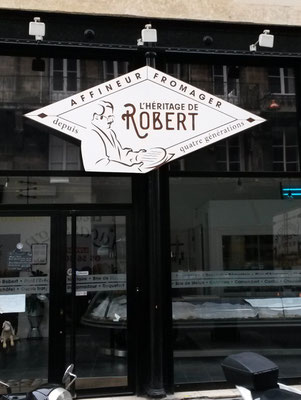 AFFINEUR FROMAGER
L'HÉRITAGE DE
ROBERT
depuis quatre générations